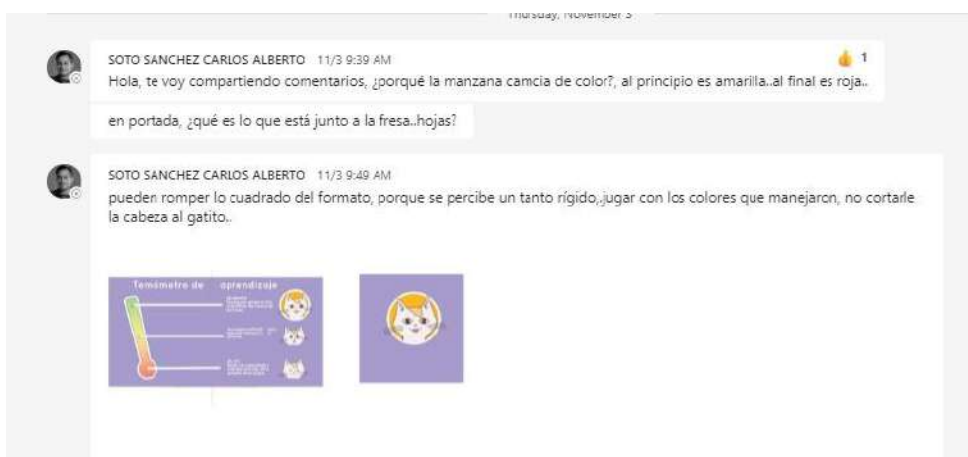 Thursday, November 3
SOTO SANCHEZ CARLOS ALBERTO 11/3 9:39 AM
👍 1
Hola, te voy compartiendo comentarios, ¿porqué la manzana camcia de color?, al principio es amarilla..al final es roja..
en portada, ¿qué es lo que está junto a la fresa..hojas?
SOTO SANCHEZ CARLOS ALBERTO 11/3 9:49 AM
pueden romper lo cuadrado del formato, porque se percibe un tanto rígido,.jugar con los colores que manejaron, no cortarle
la cabeza al gatito..
Temómetro de aprendizaje